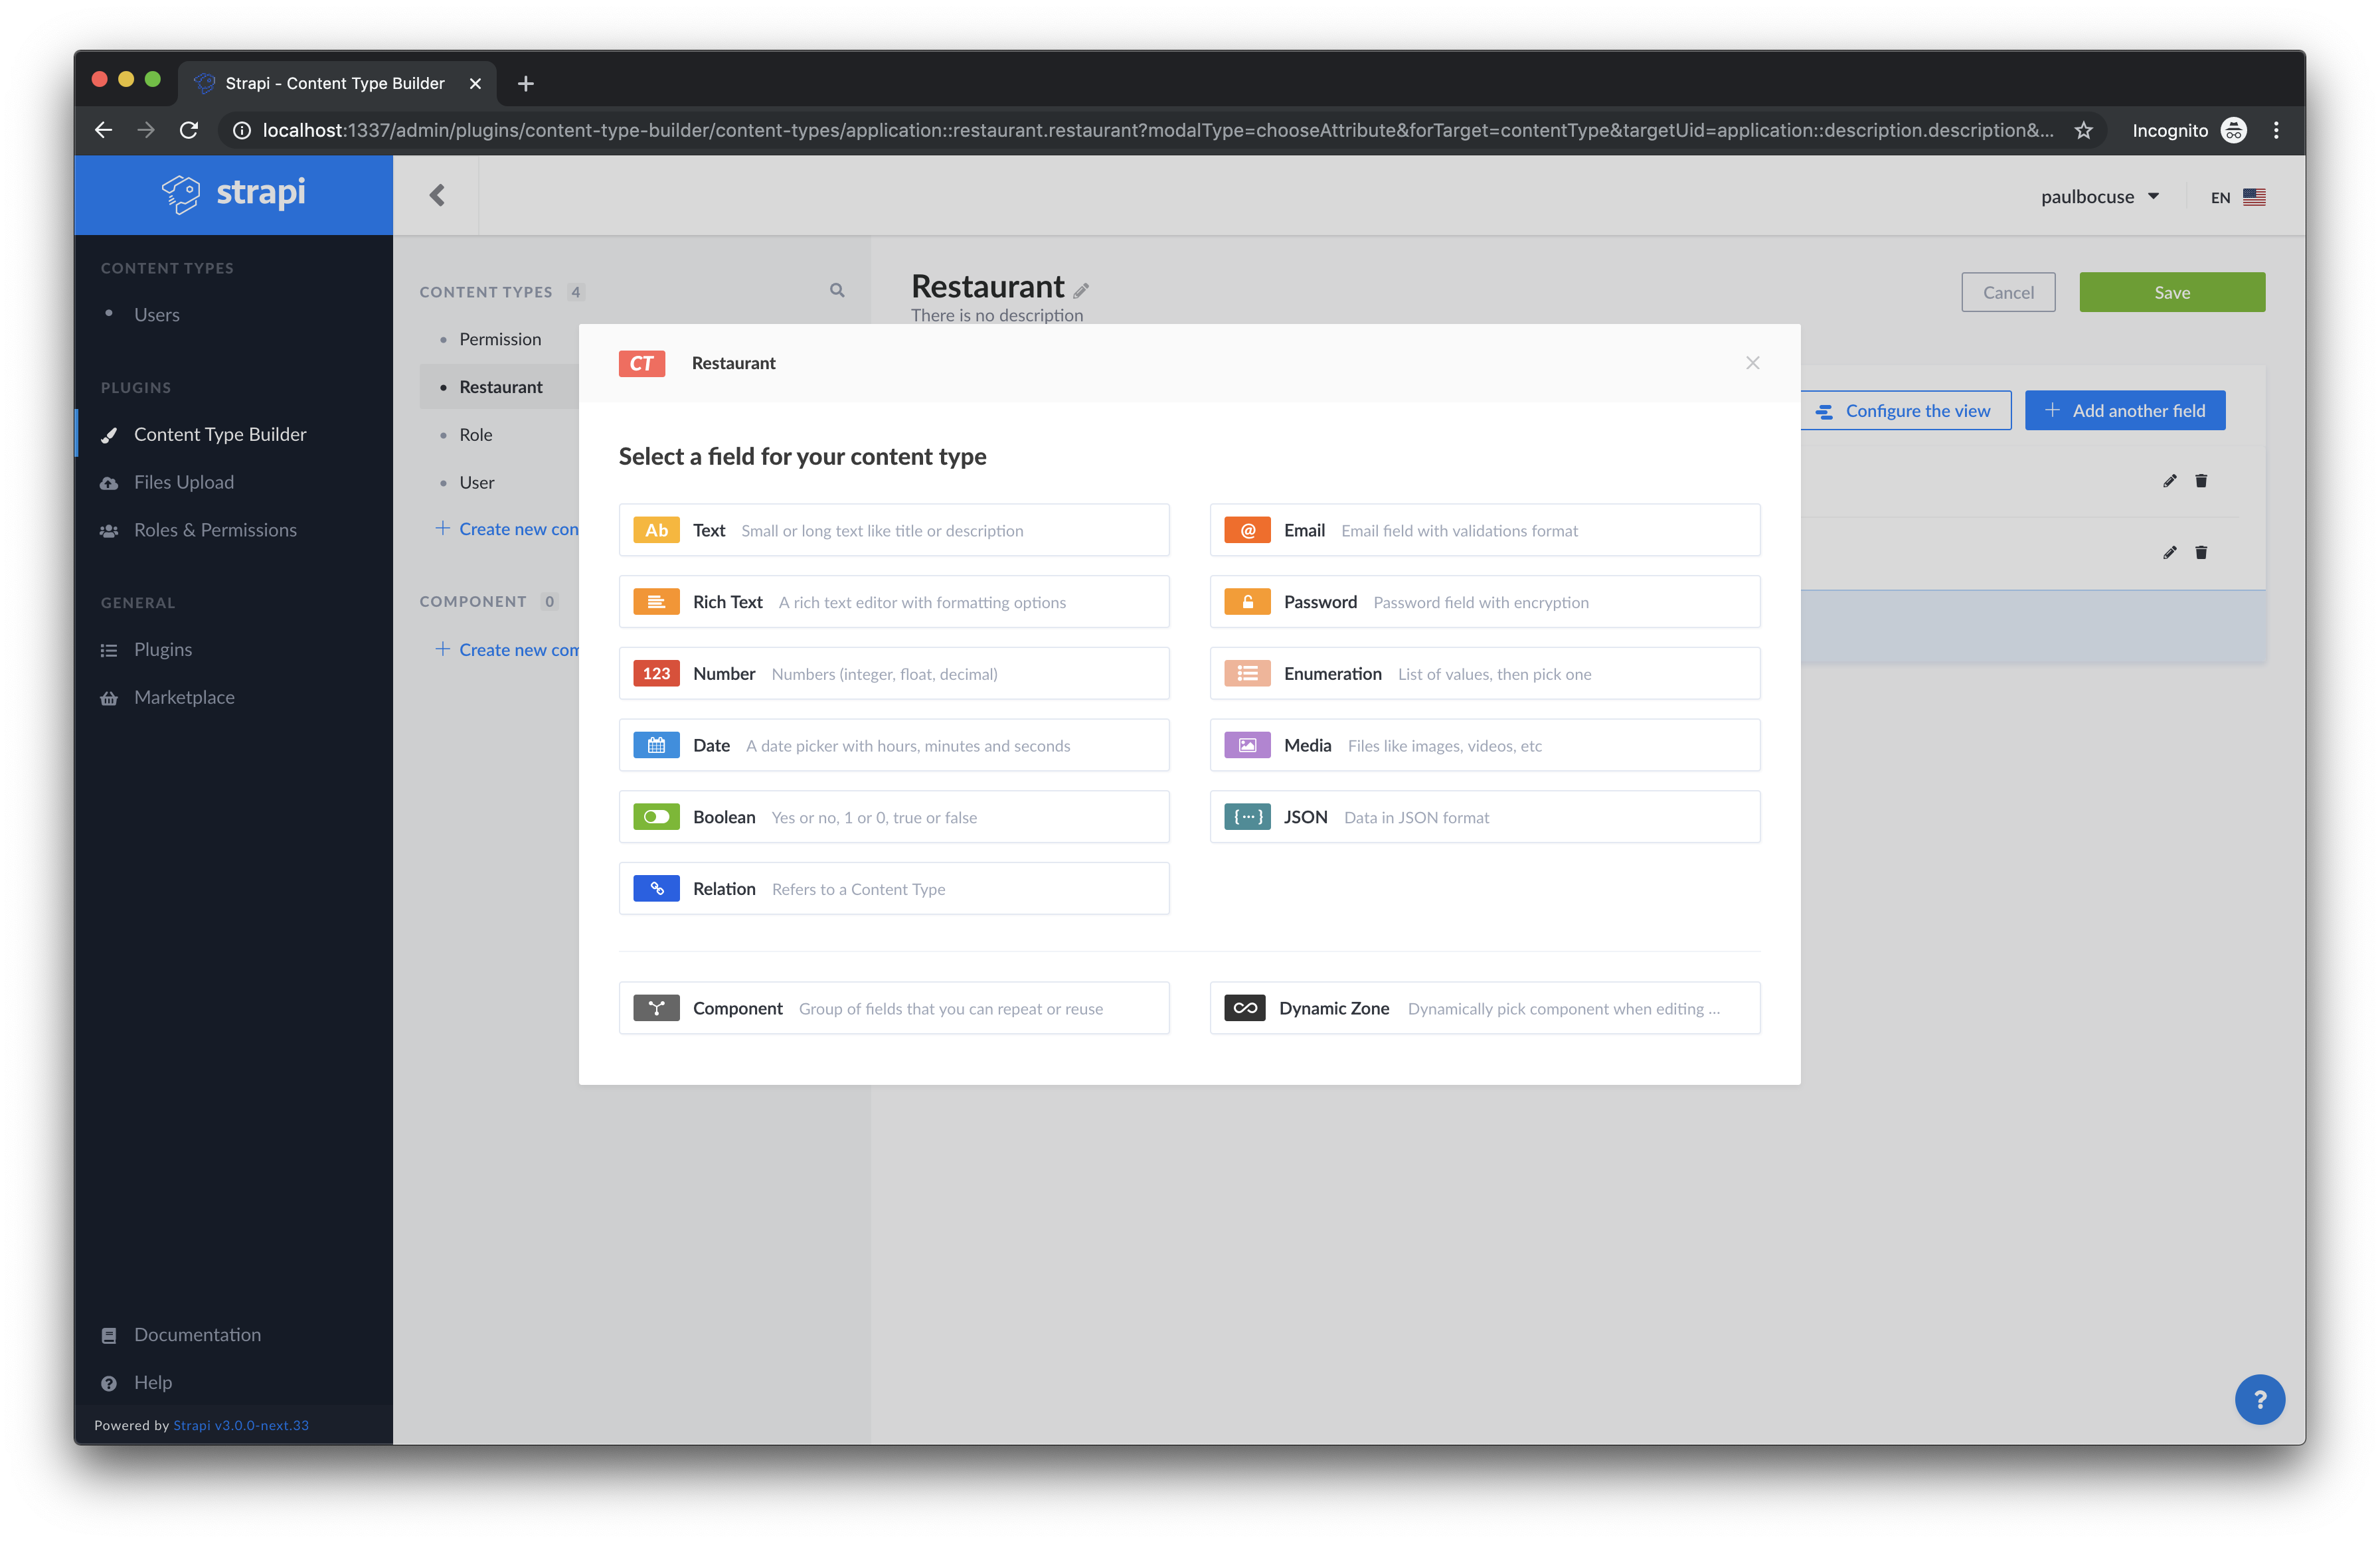 Strapi - Content Type Builder
localhost:1337/admin/plugins/content-type-builder/content-types/application::restaurant.restaurant?modalType=chooseAttribute&forTarget=contentType&targetUid=application::description.description&...
Incognito
strapi
paulbocuse
EN
CONTENT TYPES
Users
PLUGINS
Content Type Builder
Files Upload
Roles & Permissions
GENERAL
Plugins
Marketplace
Documentation
Help
Powered by Strapi v3.0.0-next.33
CONTENT TYPES 4
Permission
Restaurant
Role
User
+ Create new con
COMPONENT 0
+ Create new com
Restaurant
There is no description
Cancel
Save
Configure the view
+ Add another field
CT Restaurant
Select a field for your content type
Ab Text Small or long text like title or description
@ Email Email field with validations format
Rich Text A rich text editor with formatting options
Password Password field with encryption
123 Number Numbers (integer, float, decimal)
Enumeration List of values, then pick one
Date A date picker with hours, minutes and seconds
Media Files like images, videos, etc
Boolean Yes or no, 1 or 0, true or false
{...} JSON Data in JSON format
Relation Refers to a Content Type
Component Group of fields that you can repeat or reuse
Dynamic Zone Dynamically pick component when editing ...
?